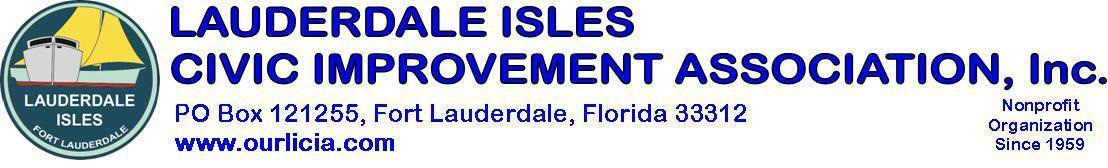 LAUDERDALE
ISLES
FORT LAUDERDALE
LAUDERDALE ISLES
CIVIC IMPROVEMENT ASSOCIATION, Inc.
PO Box 121255, Fort Lauderdale, Florida 33312
www.ourlicia.com
Nonprofit
Organization
Since 1959